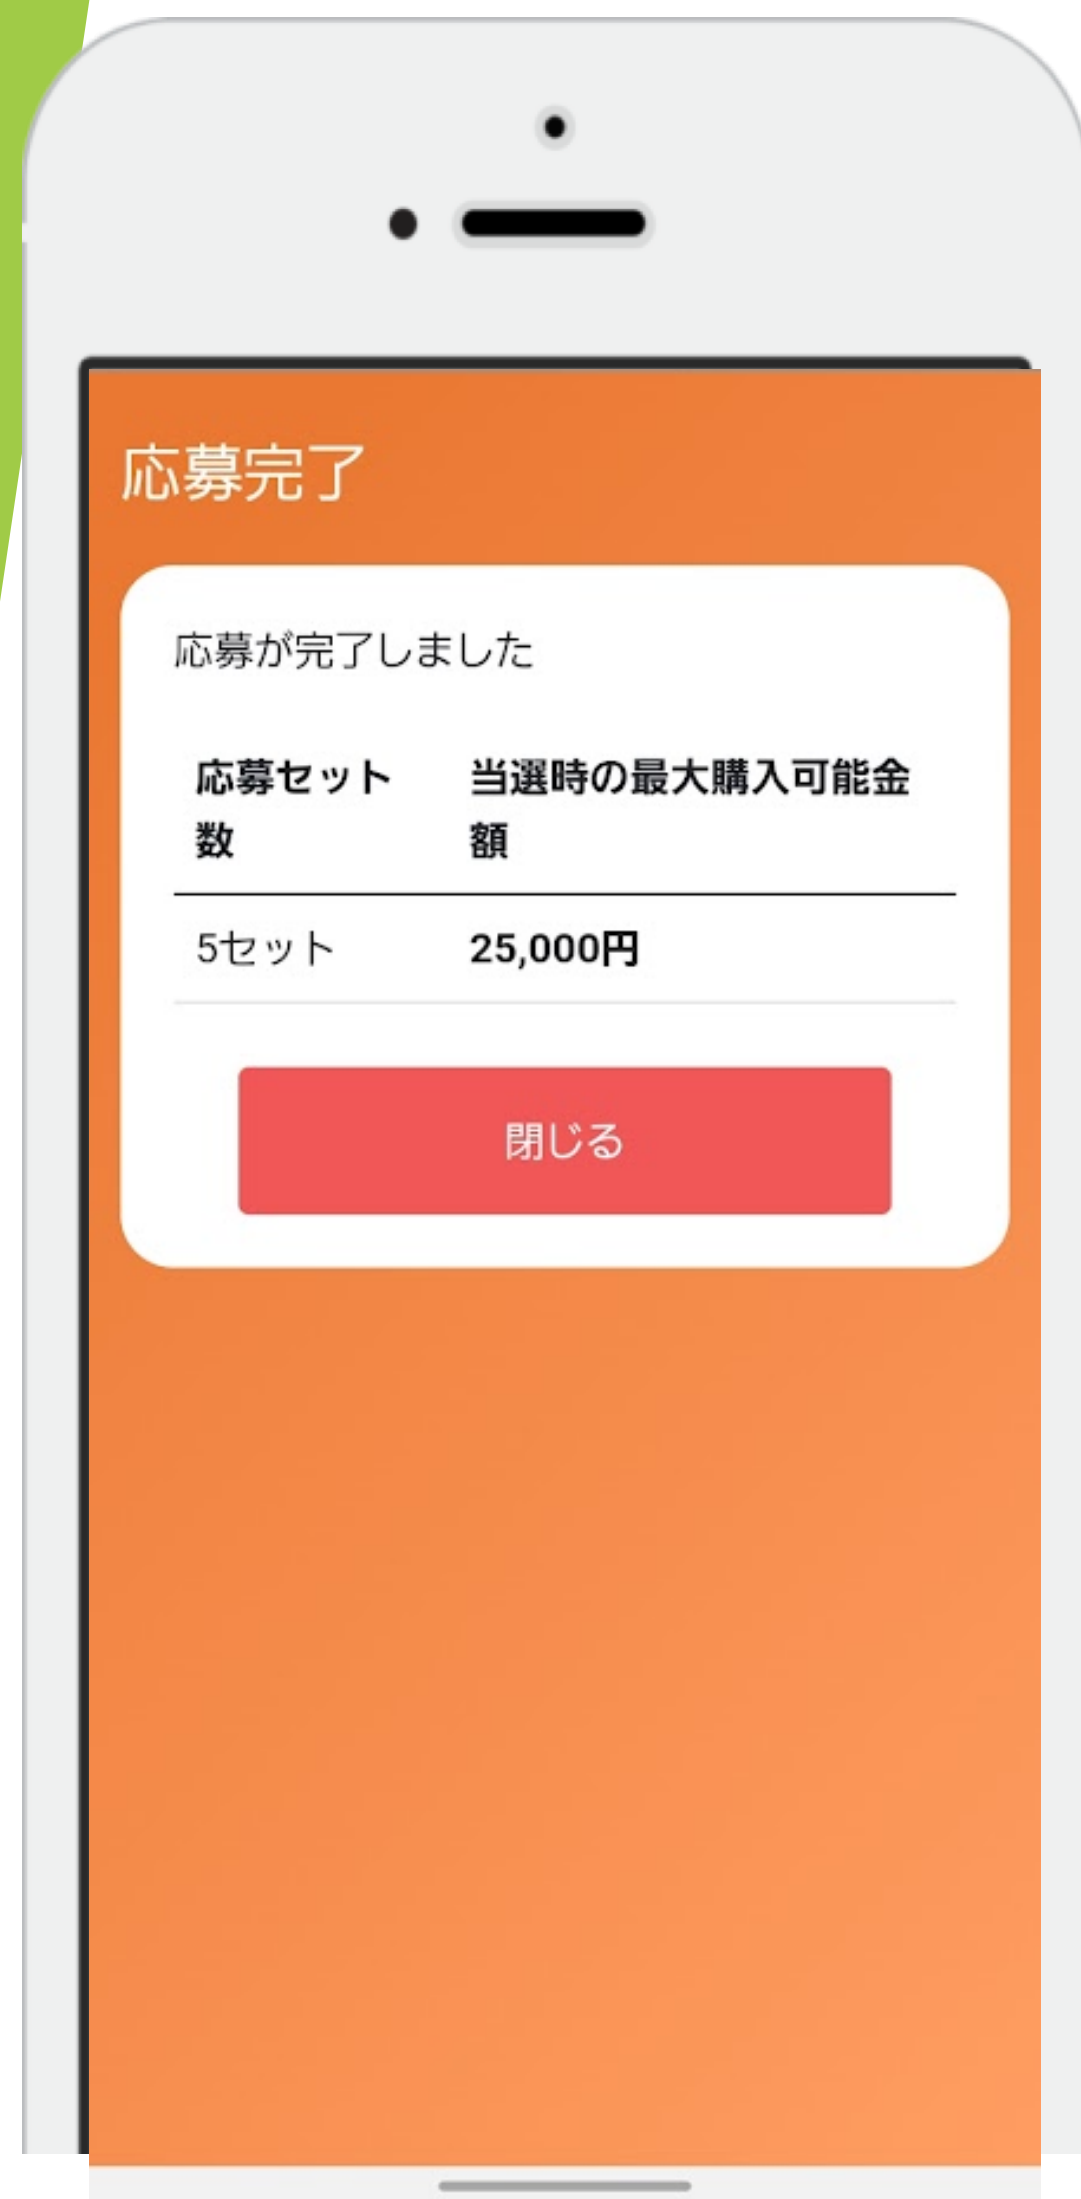 応募完了
応募が完了しました
応募セット
数
当選時の最大購入可能金
額
5セット
25,000円
閉じる